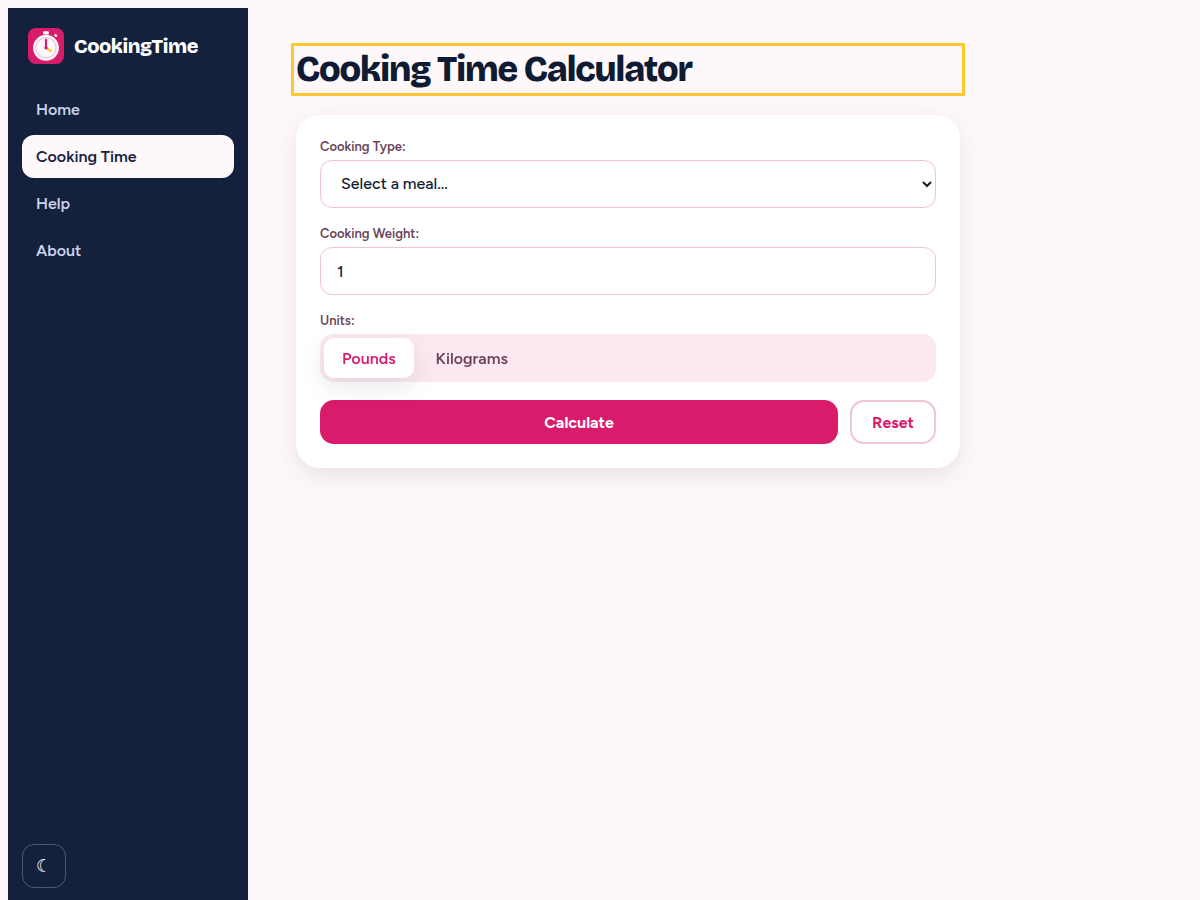 CookingTime
Home
Cooking Time
Help
About
Cooking Time Calculator
Cooking Type:
Select a meal...
Cooking Weight:
1
Units:
Pounds Kilograms
Calculate Reset